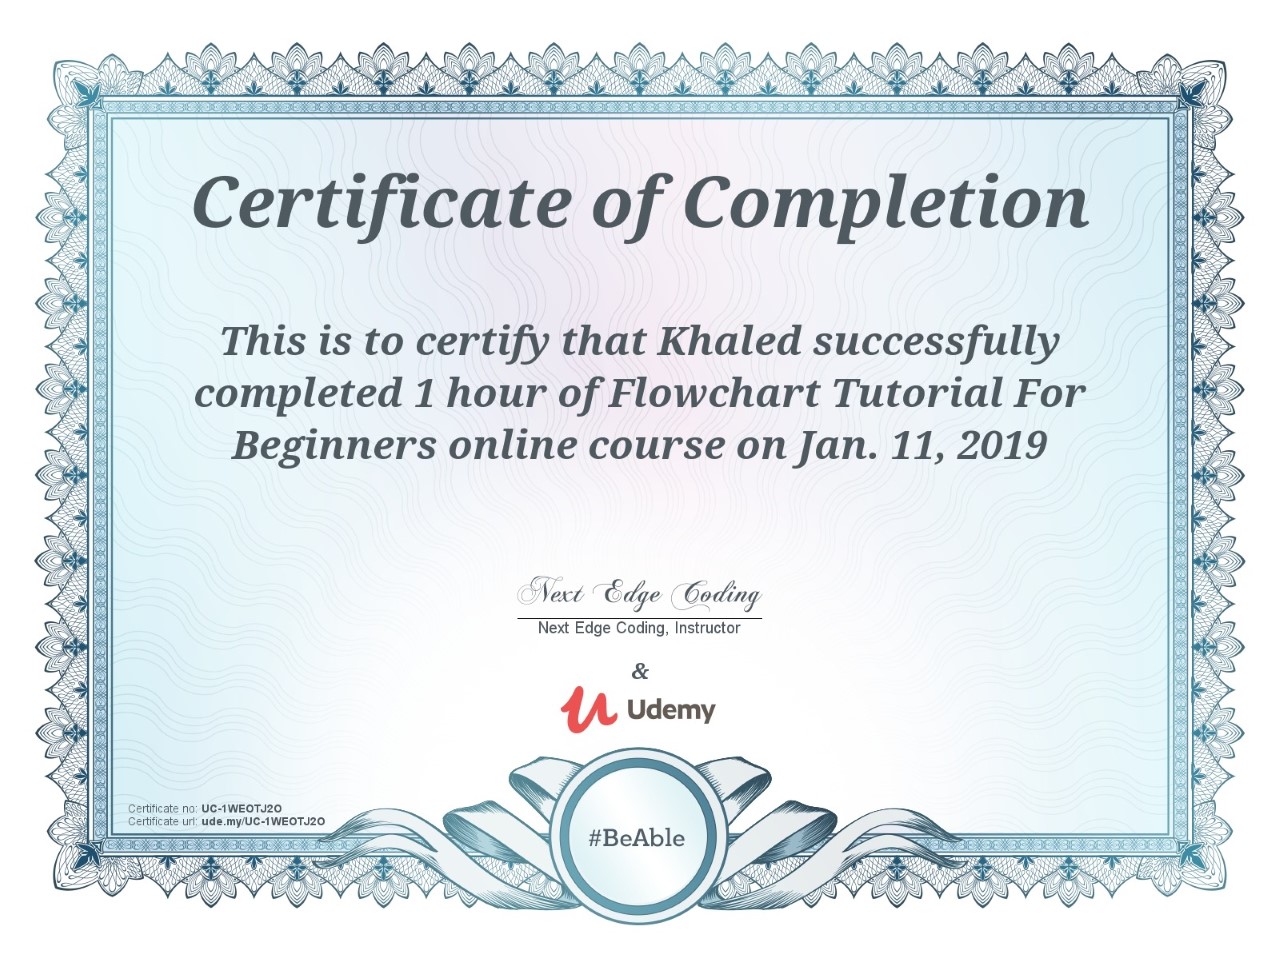 Certificate of Completion
This is to certify that Khaled successfully
completed 1 hour of Flowchart Tutorial For
Beginners online course on Jan. 11, 2019
Next Edge Coding
Next Edge Coding, Instructor
&
Udemy
#BeAble
Certificate no: UC-1WEOTJ2O
Certificate url: ude.my/UC-1WEOTJ2O